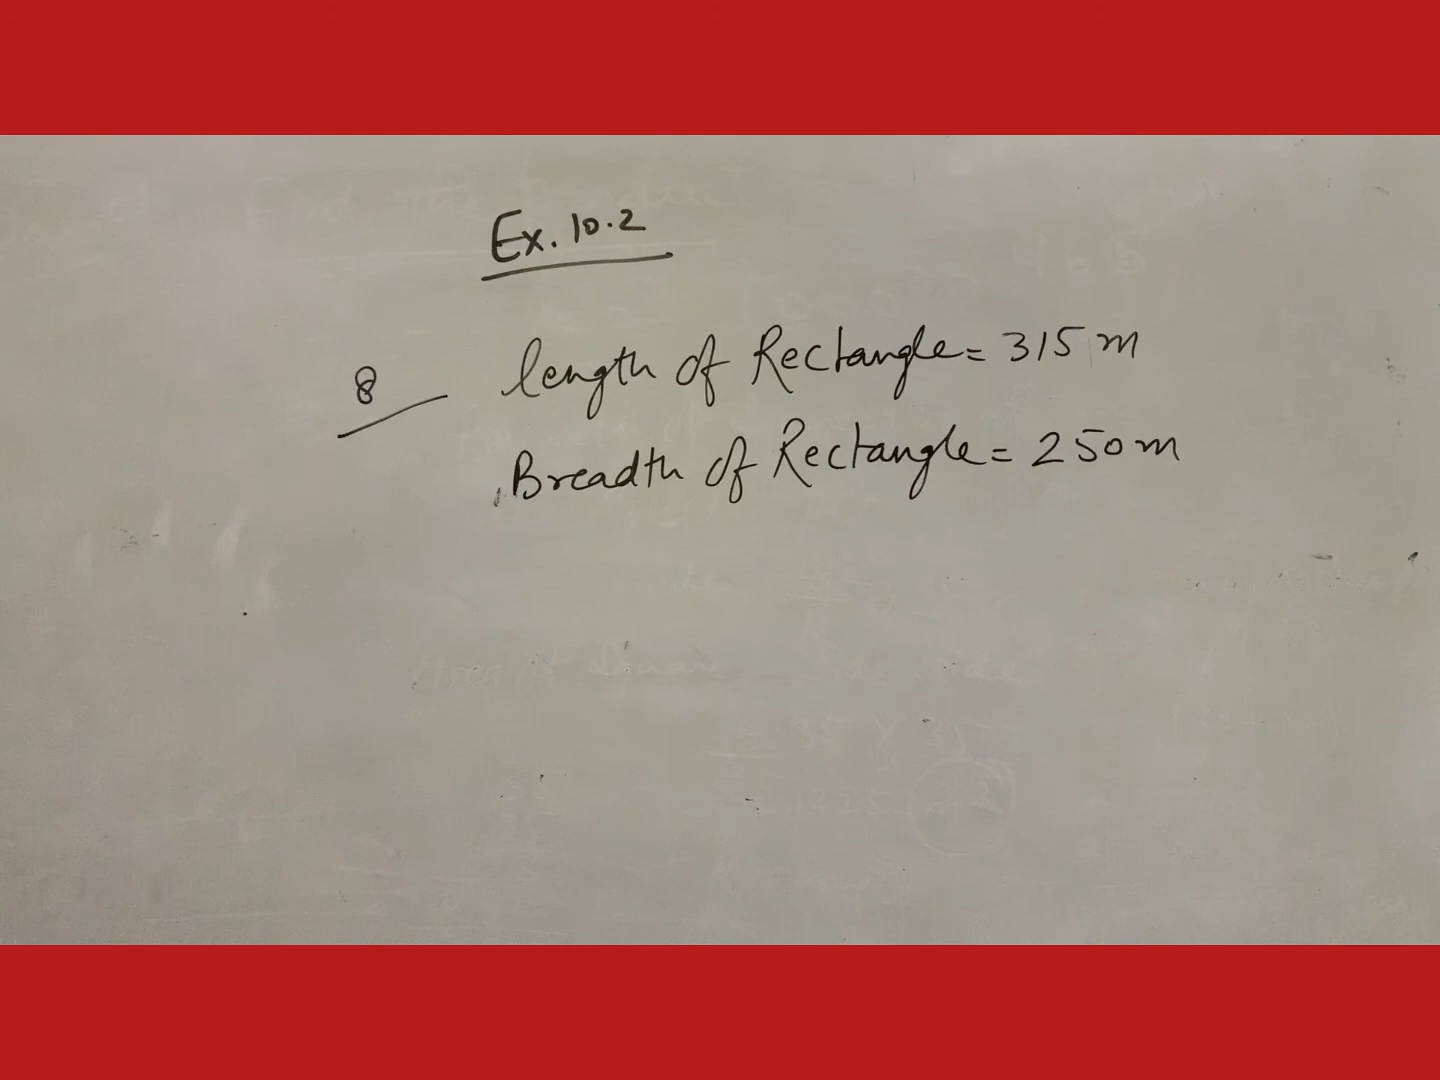 Ex. 10.2
8
length of Rectangle = 315 m
Breadth of Rectangle = 250 m